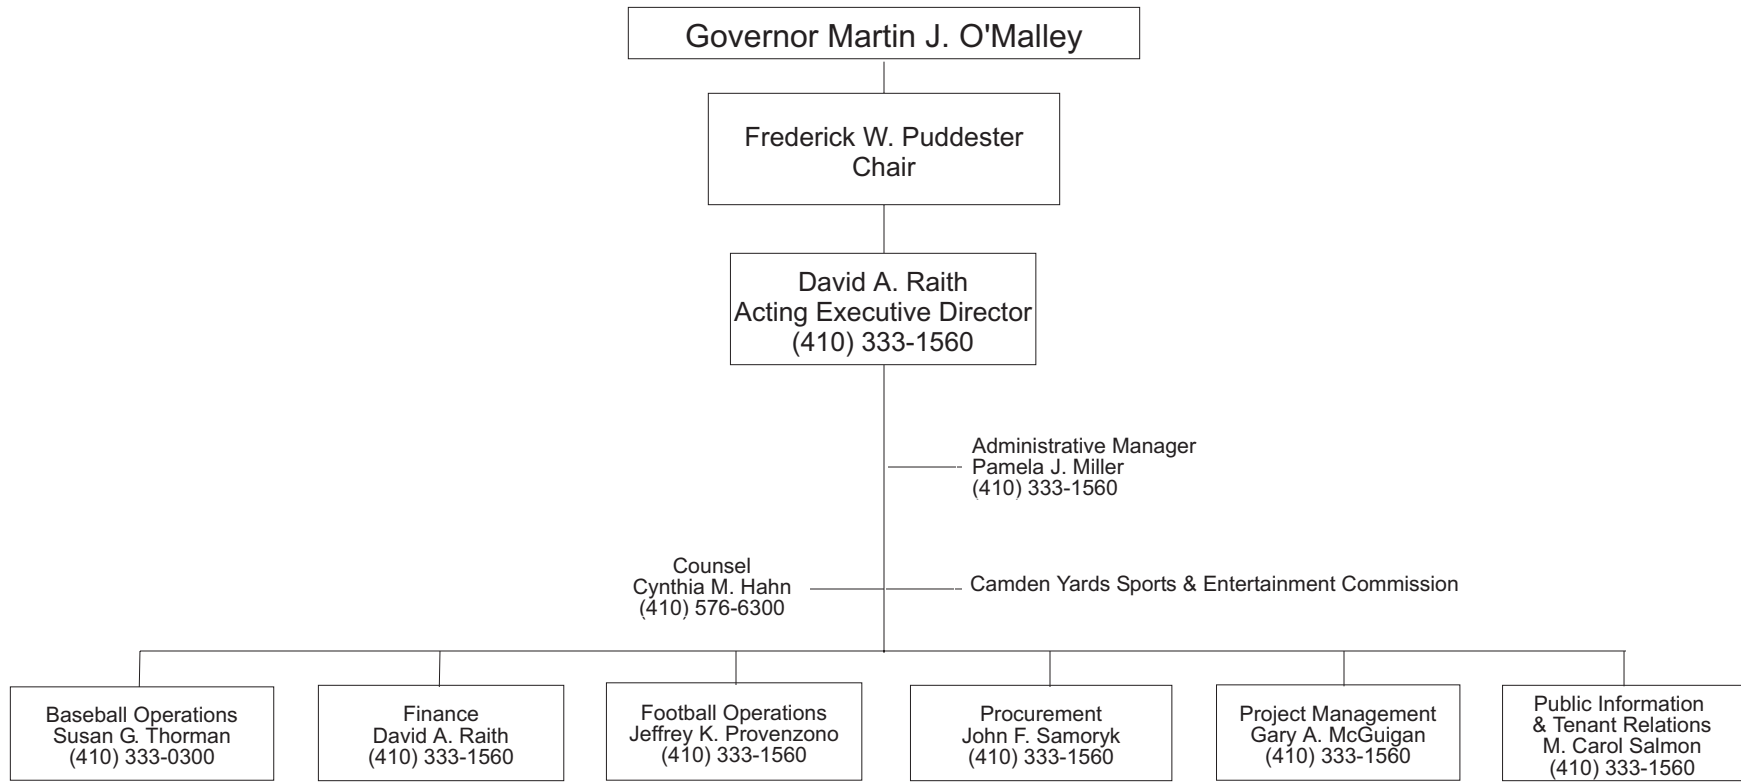 Governor Martin J. O'Malley
Frederick W. Puddester
Chair
David A. Raith
Acting Executive Director
(410) 333-1560
Administrative Manager
Pamela J. Miller
(410) 333-1560
Counsel
Cynthia M. Hahn
(410) 576-6300
Camden Yards Sports & Entertainment Commission
Baseball Operations
Susan G. Thorman
(410) 333-0300
Finance
David A. Raith
(410) 333-1560
Football Operations
Jeffrey K. Provenzono
(410) 333-1560
Procurement
John F. Samoryk
(410) 333-1560
Project Management
Gary A. McGuigan
(410) 333-1560
Public Information
& Tenant Relations
M. Carol Salmon
(410) 333-1560